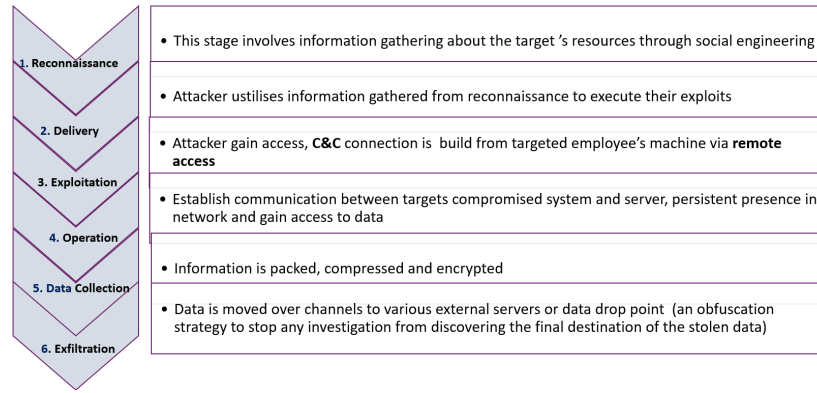 • This stage involves information gathering about the target 's resources through social engineering
1. Reconnaissance
• Attacker ustilises information gathered from reconnaissance to execute their exploits
2. Delivery
• Attacker gain access, C&C connection is build from targeted employee's machine via remote
access
3. Exploitation
• Establish communication between targets compromised system and server, persistent presence in
network and gain access to data
4. Operation
• Information is packed, compressed and encrypted
5. Data Collection
• Data is moved over channels to various external servers or data drop point (an obfuscation
strategy to stop any investigation from discovering the final destination of the stolen data)
6. Exfiltration